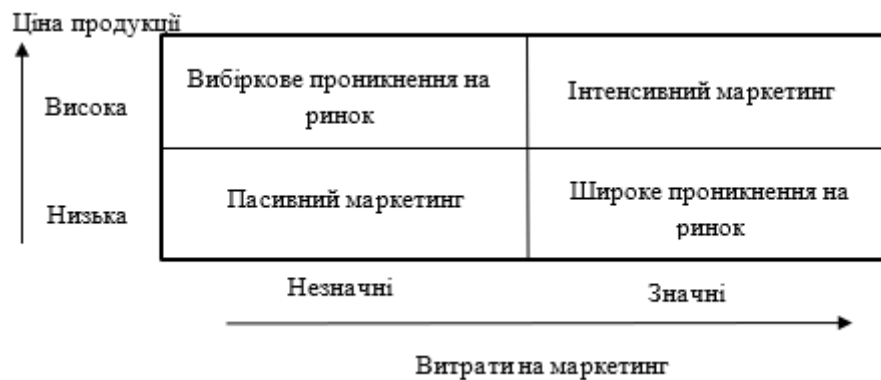 Ціна продукції
Висока
Вибіркове проникнення на
ринок
Інтенсивний маркетинг
Низька
Пасивний маркетинг
Широке проникнення на
ринок
Незначні
Значні
Витрати на маркетинг